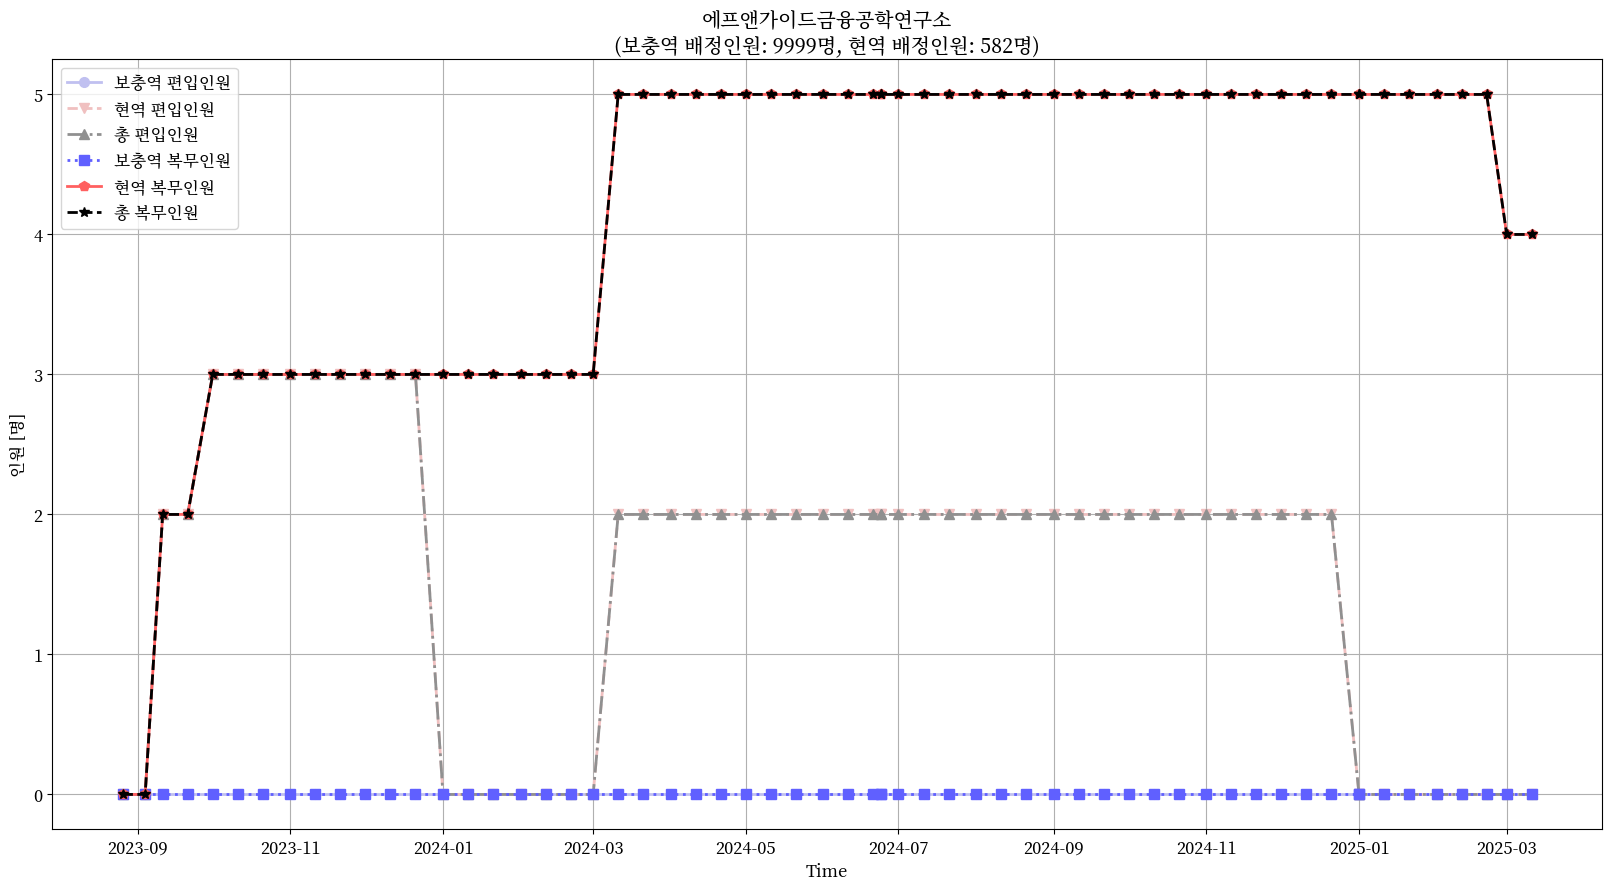 에프앤가이드금융공학연구소
(보충역 배정인원: 9999명, 현역 배정인원: 582명)
보충역 편입인원
현역 편입인원
총 편입인원
보충역 복무인원
현역 복무인원
총 복무인원
인원 [명]
5
4
3
2
1
0
2023-09
2023-11
2024-01
2024-03
2024-05
2024-07
2024-09
2024-11
2025-01
2025-03
Time